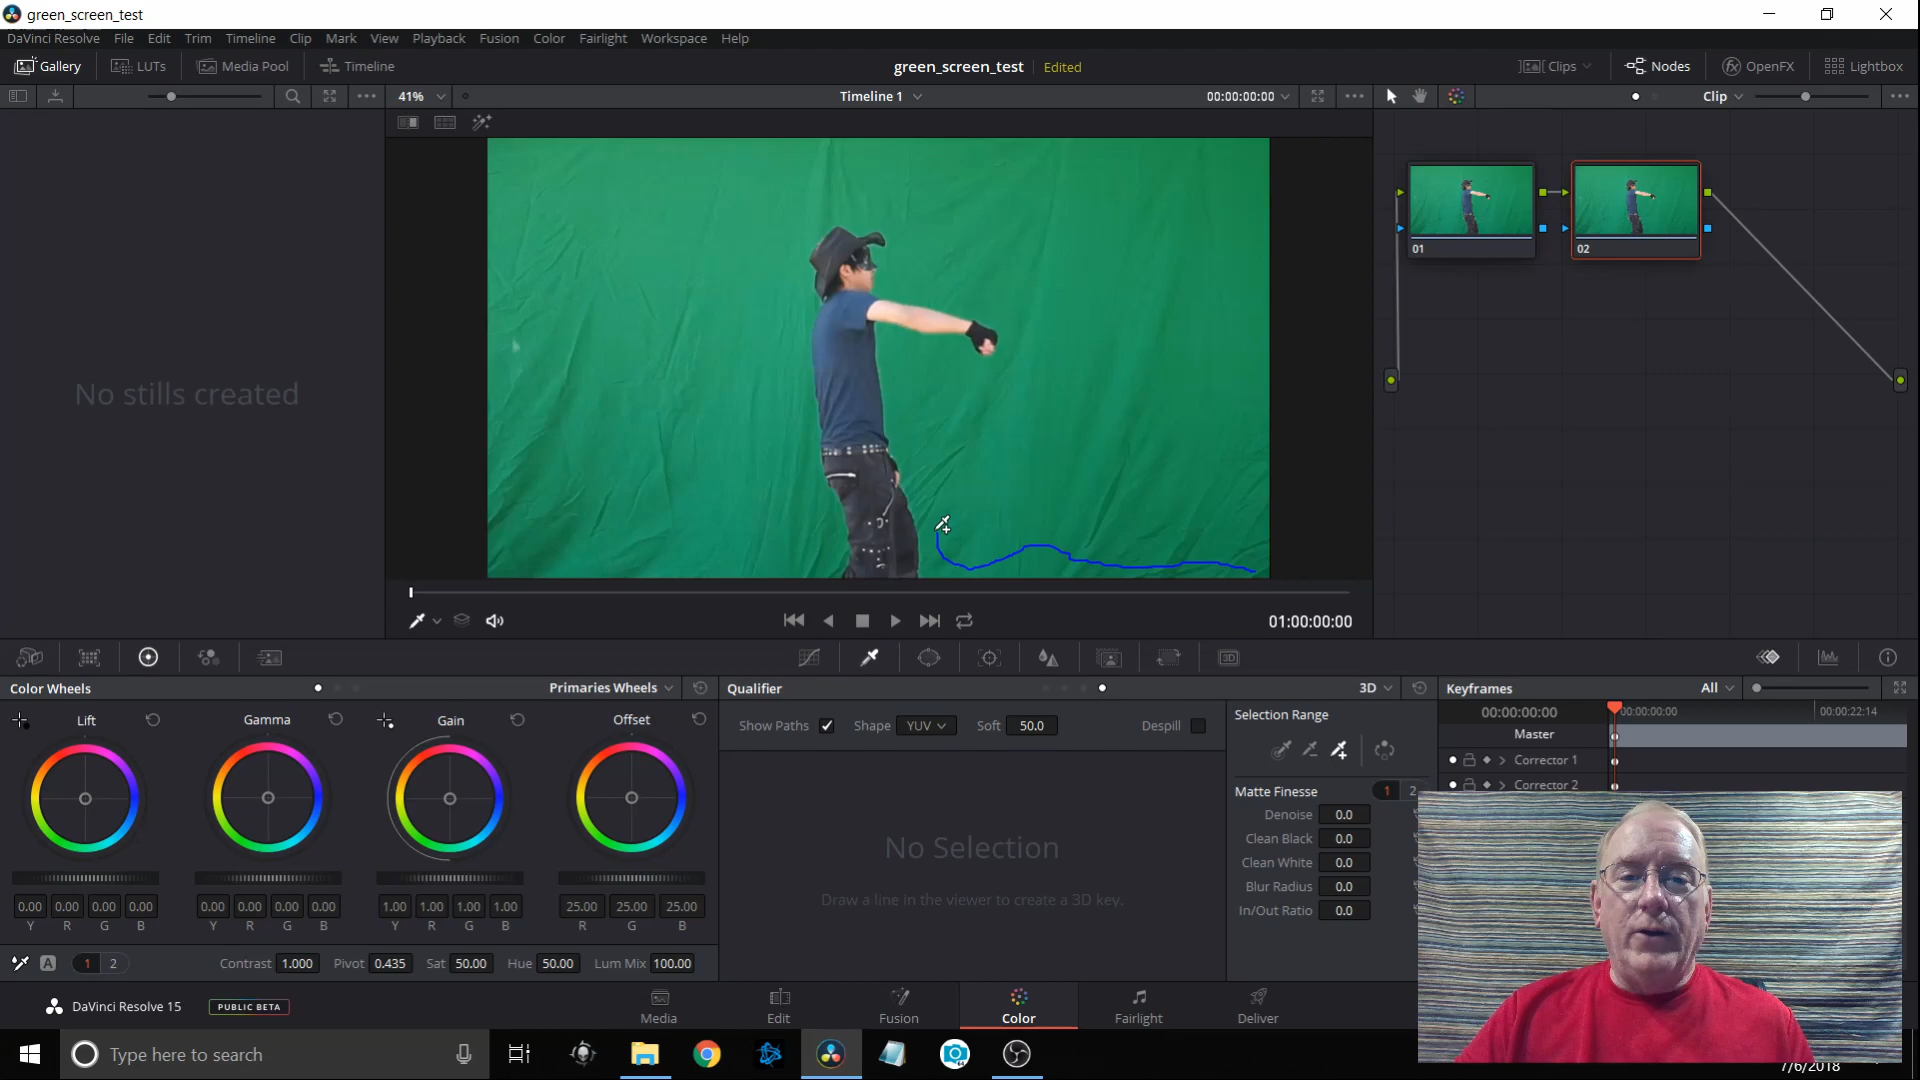 green_screen_test
DaVinci Resolve File Edit Trim Timeline Clip Mark View Playback Fusion Color Fairlight Workspace Help
Gallery LUTs Media Pool Timeline green_screen_test Edited Clips Nodes OpenFX Lightbox
41% Timeline 1 00:00:00:00 Clip
01 02
No stills created
01:00:00:00
Color Wheels Primaries Wheels Qualifier 3D Keyframes All
Lift Gamma Gain Offset
Show Paths Shape YUV Soft 50.0 Despill
Selection Range
00:00:00:00 00:00:00:00 00:00:22:14
Master
Corrector 1
Corrector 2
Matte Finesse 1 2
Denoise 0.0
Clean Black 0.0
Clean White 0.0
Blur Radius 0.0
In/Out Ratio 0.0
No Selection
Draw a line in the viewer to create a 3D key.
0.00 0.00 0.00 0.00 0.00 0.00 0.00 0.00 1.00 1.00 1.00 1.00 25.00 25.00 25.00
Y R G B Y R G B Y R G B R G B
A 1 2 Contrast 1.000 Pivot 0.435 Sat 50.00 Hue 50.00 Lum Mix 100.00
DaVinci Resolve 15 PUBLIC BETA Media Edit Fusion Color Fairlight Deliver
Type here to search
7/6/2018